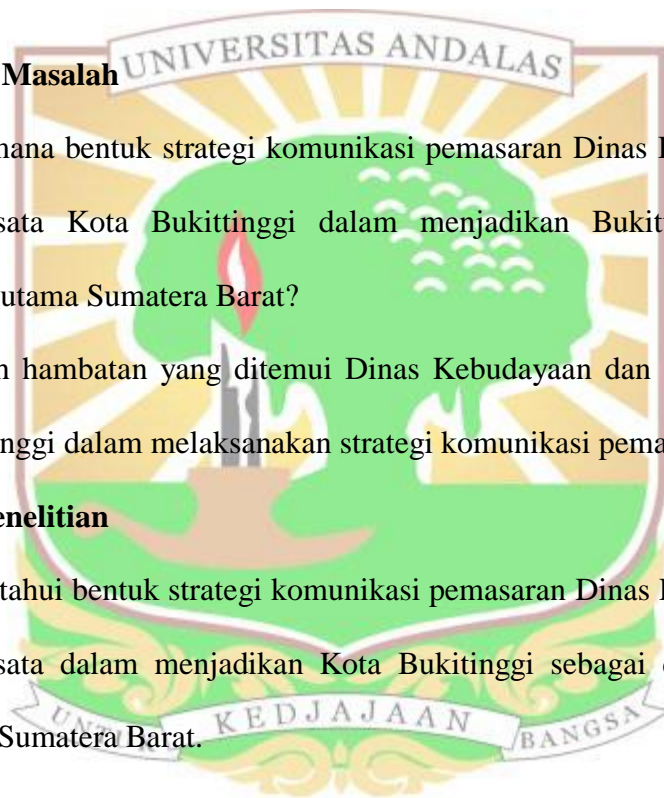 UNIVERSITAS ANDALAS
Masalah
mana bentuk strategi komunikasi pemasaran Dinas
sata Kota Bukittinggi dalam menjadikan
utama Sumatera Barat?
hambatan yang ditemui Dinas Kebudayaan dan
nggi dalam melaksanakan strategi komunikasi
enelitian
tahui bentuk strategi komunikasi pemasaran Dinas
sata dalam menjadikan Kota Bukitinggi sebagai
Sumatera Barat.
UNTUK KEDJAJAAN BANGSA